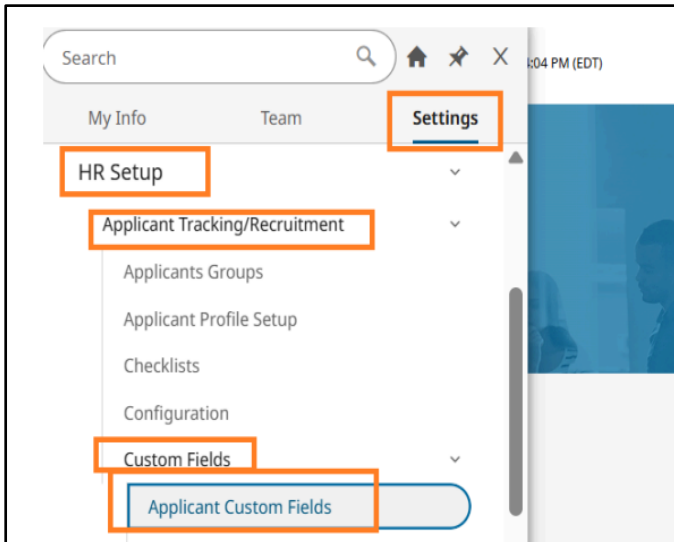 Search
:04 PM (EDT)
My Info Team Settings
HR Setup
Applicant Tracking/Recruitment
Applicants Groups
Applicant Profile Setup
Checklists
Configuration
Custom Fields
Applicant Custom Fields